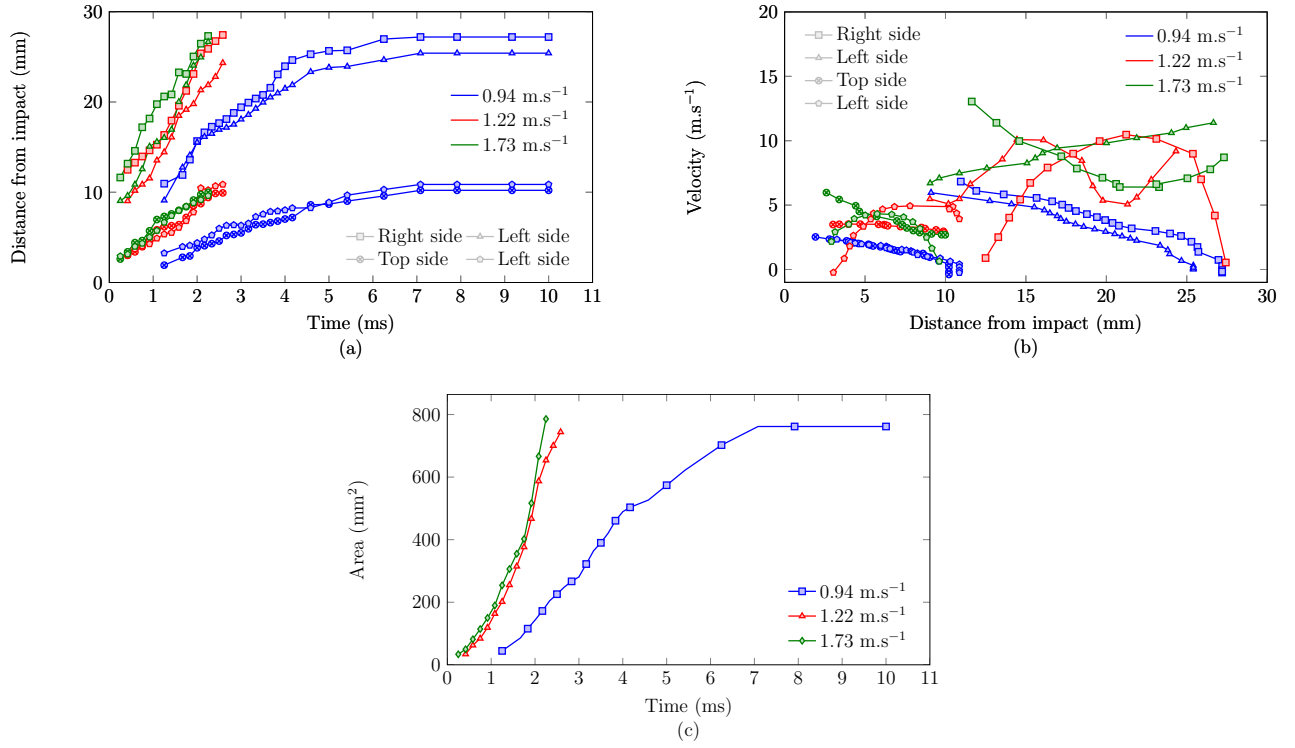 30
20
10
0
0 1 2 3 4 5 6 7 8 9 10 11
Distance from impact (mm)
Time (ms)
0.94 m.s⁻¹
1.22 m.s⁻¹
1.73 m.s⁻¹
Right side Left side
Top side Left side
(a)
20
15
10
5
0
0 5 10 15 20 25 30
Velocity (m.s⁻¹)
Distance from impact (mm)
Right side
Left side
Top side
Left side
0.94 m.s⁻¹
1.22 m.s⁻¹
1.73 m.s⁻¹
(b)
800
600
400
200
0
0 1 2 3 4 5 6 7 8 9 10 11
Area (mm²)
Time (ms)
0.94 m.s⁻¹
1.22 m.s⁻¹
1.73 m.s⁻¹
(c)